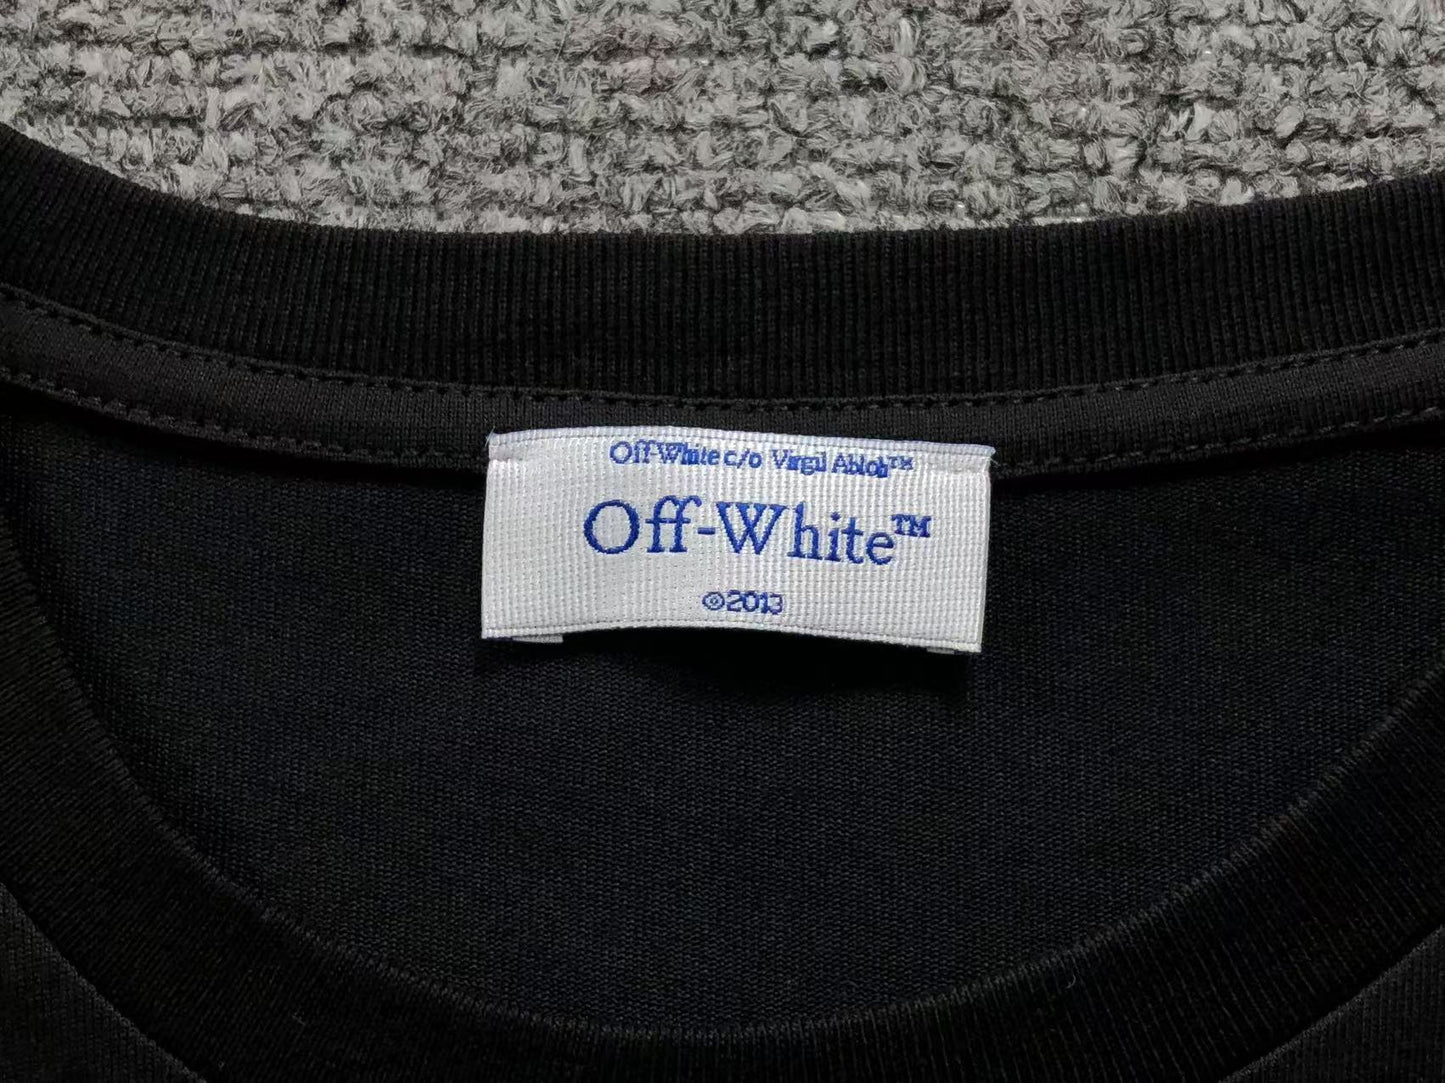 Off-White c/o Virgil Abloh™
Off-White™
©2013